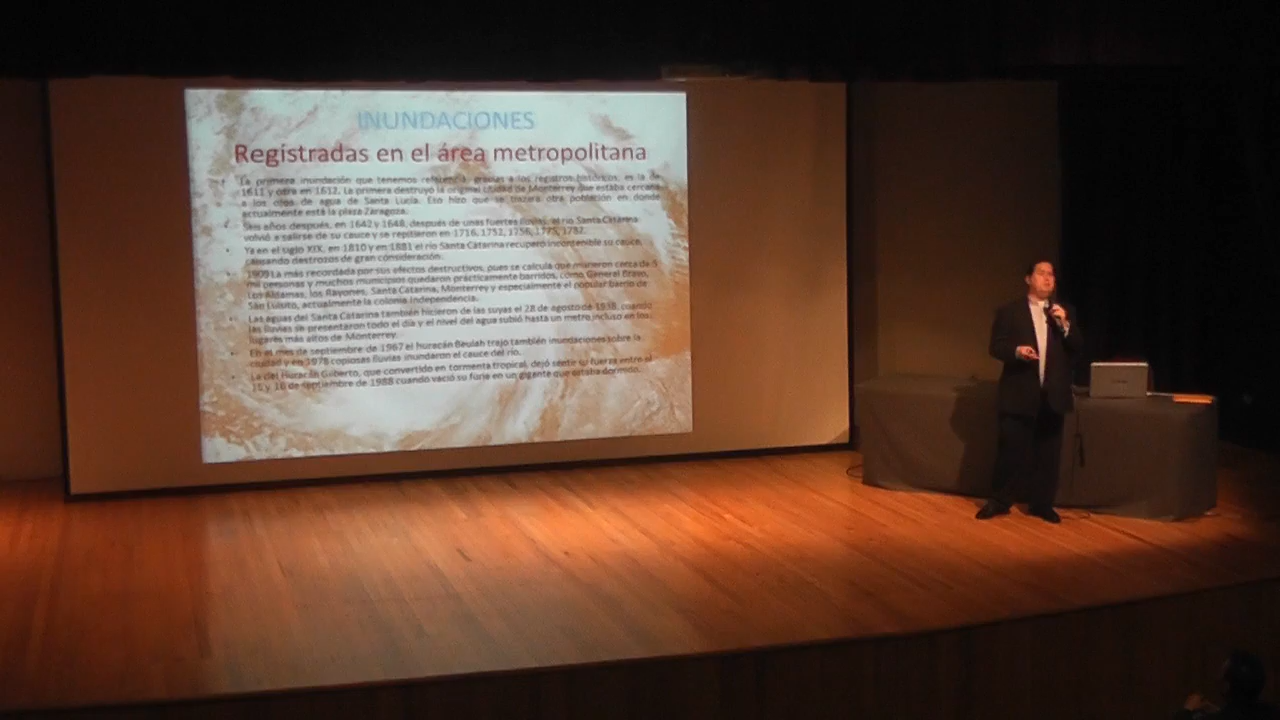 INUNDACIONES
Registradas en el área metropolitana
La primera inundación que tenemos referencia, gracias a los registros históricos, es la de
1611 y otra en 1612. La primera destruyó la original ciudad de Monterrey que estaba cercana
a los ojos de agua de Santa Lucía. Eso hizo que se trazara otra población en donde
actualmente está la plaza Zaragoza.
Seis años después, en 1642 y 1648, después de unas fuertes lluvias, el río Santa Catarina
volvió a salirse de su cauce y se repitieron en 1716, 1752, 1756, 1775, 1782.
Ya en el siglo XIX, en 1810 y en 1881 el río Santa Catarina recuperó incontenible su cauce,
causando destrozos de gran consideración.
1909 La más recordada por sus efectos destructivos, pues se calcula que murieron cerca de 5
mil personas y muchos municipios quedaron prácticamente barridos, como General Bravo,
Los Aldamas, los Rayones, Santa Catarina, Monterrey y especialmente el popular barrio de
San Luisito, actualmente la colonia Independencia.
Las aguas del Santa Catarina también hicieron de las suyas el 28 de agosto de 1938, cuando
las lluvias se presentaron todo el día y el nivel del agua subió hasta un metro incluso en los
lugares más altos de Monterrey.
En el mes de septiembre de 1967 el huracán Beulah trajo también inundaciones sobre la
ciudad y en 1978 copiosas lluvias inundaron el cauce del río.
La del Huracán Gilberto, que convertido en tormenta tropical, dejó sentir su fuerza entre el
15 y 16 de septiembre de 1988 cuando vació su furia en un gigante que estaba dormido.